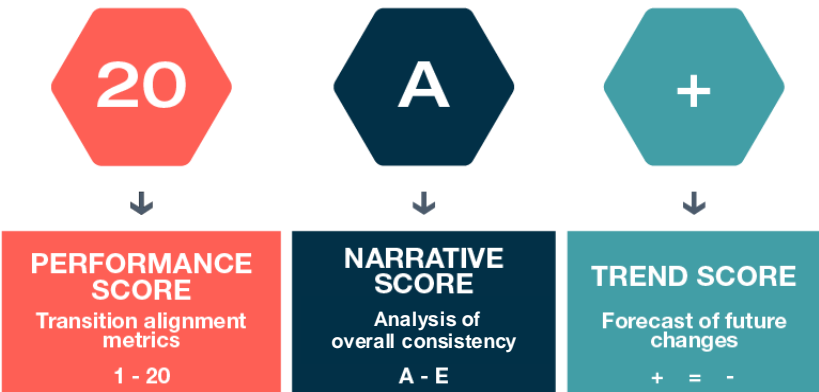 20
A
+
PERFORMANCE
SCORE
Transition alignment
metrics
1 - 20
NARRATIVE
SCORE
Analysis of
overall consistency
A - E
TREND SCORE
Forecast of future
changes
+ = -